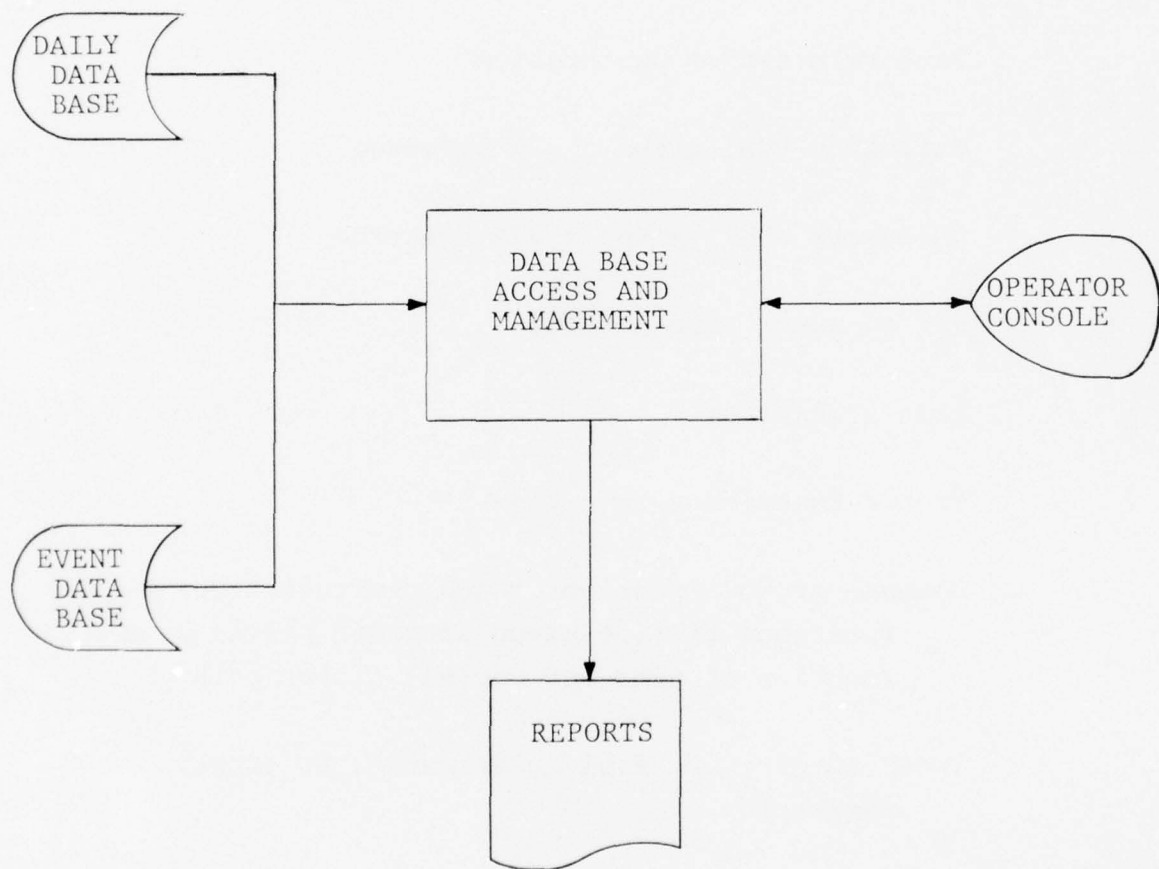 DAILY
DATA
BASE
DATA BASE
ACCESS AND
MAMAGEMENT
OPERATOR
CONSOLE
EVENT
DATA
BASE
REPORTS